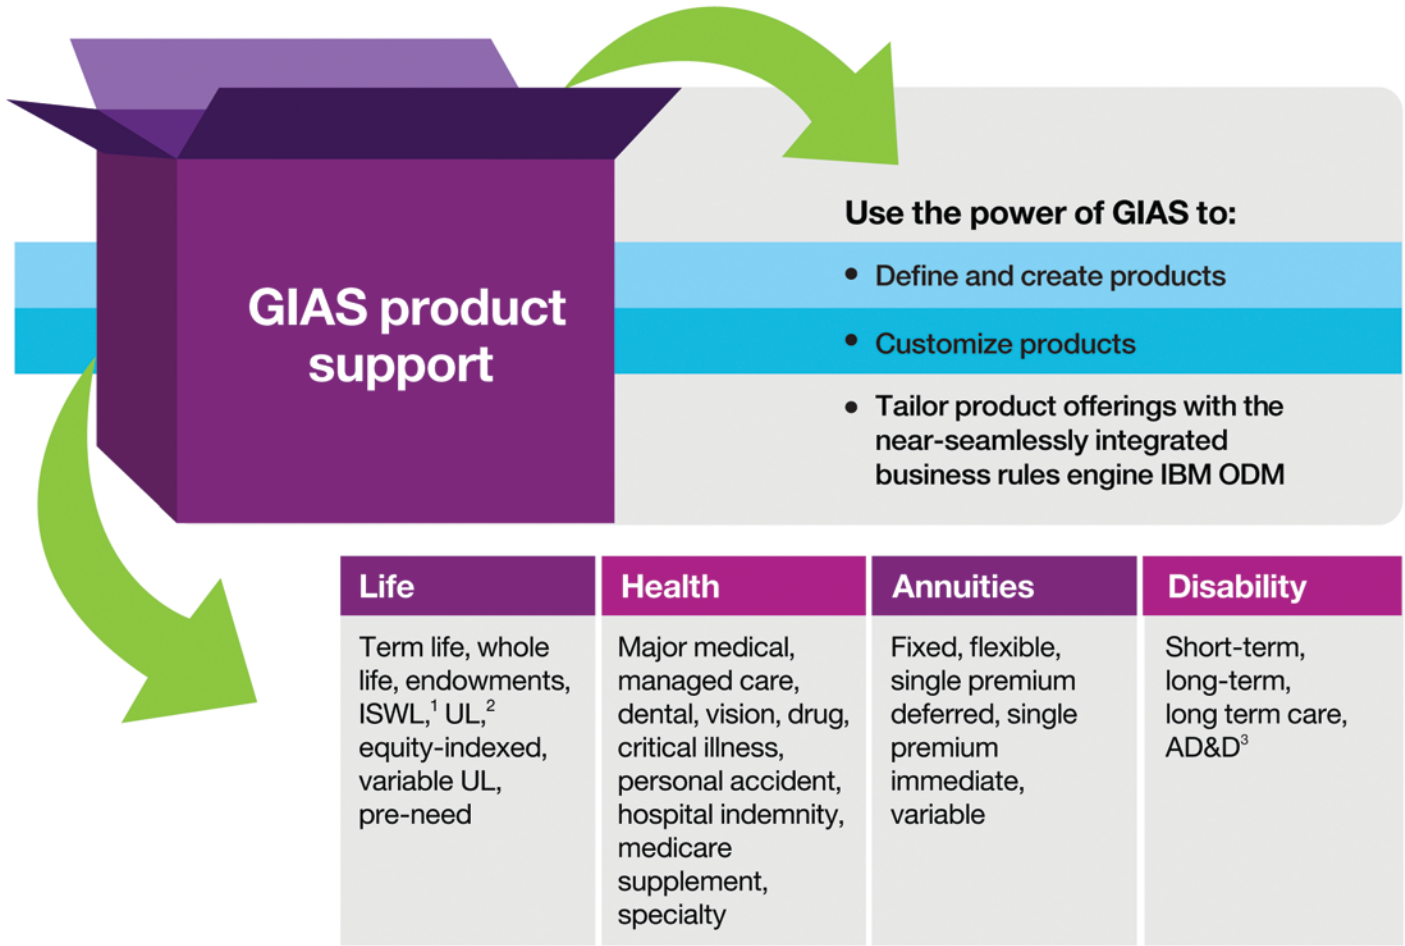 GIAS product
support
Use the power of GIAS to:
• Define and create products
• Customize products
• Tailor product offerings with the
near-seamlessly integrated
business rules engine IBM ODM
Life
Term life, whole
life, endowments,
ISWL,¹ UL,²
equity-indexed,
variable UL,
pre-need
Health
Major medical,
managed care,
dental, vision, drug,
critical illness,
personal accident,
hospital indemnity,
medicare
supplement,
specialty
Annuities
Fixed, flexible,
single premium
deferred, single
premium
immediate,
variable
Disability
Short-term,
long-term,
long term care,
AD&D³